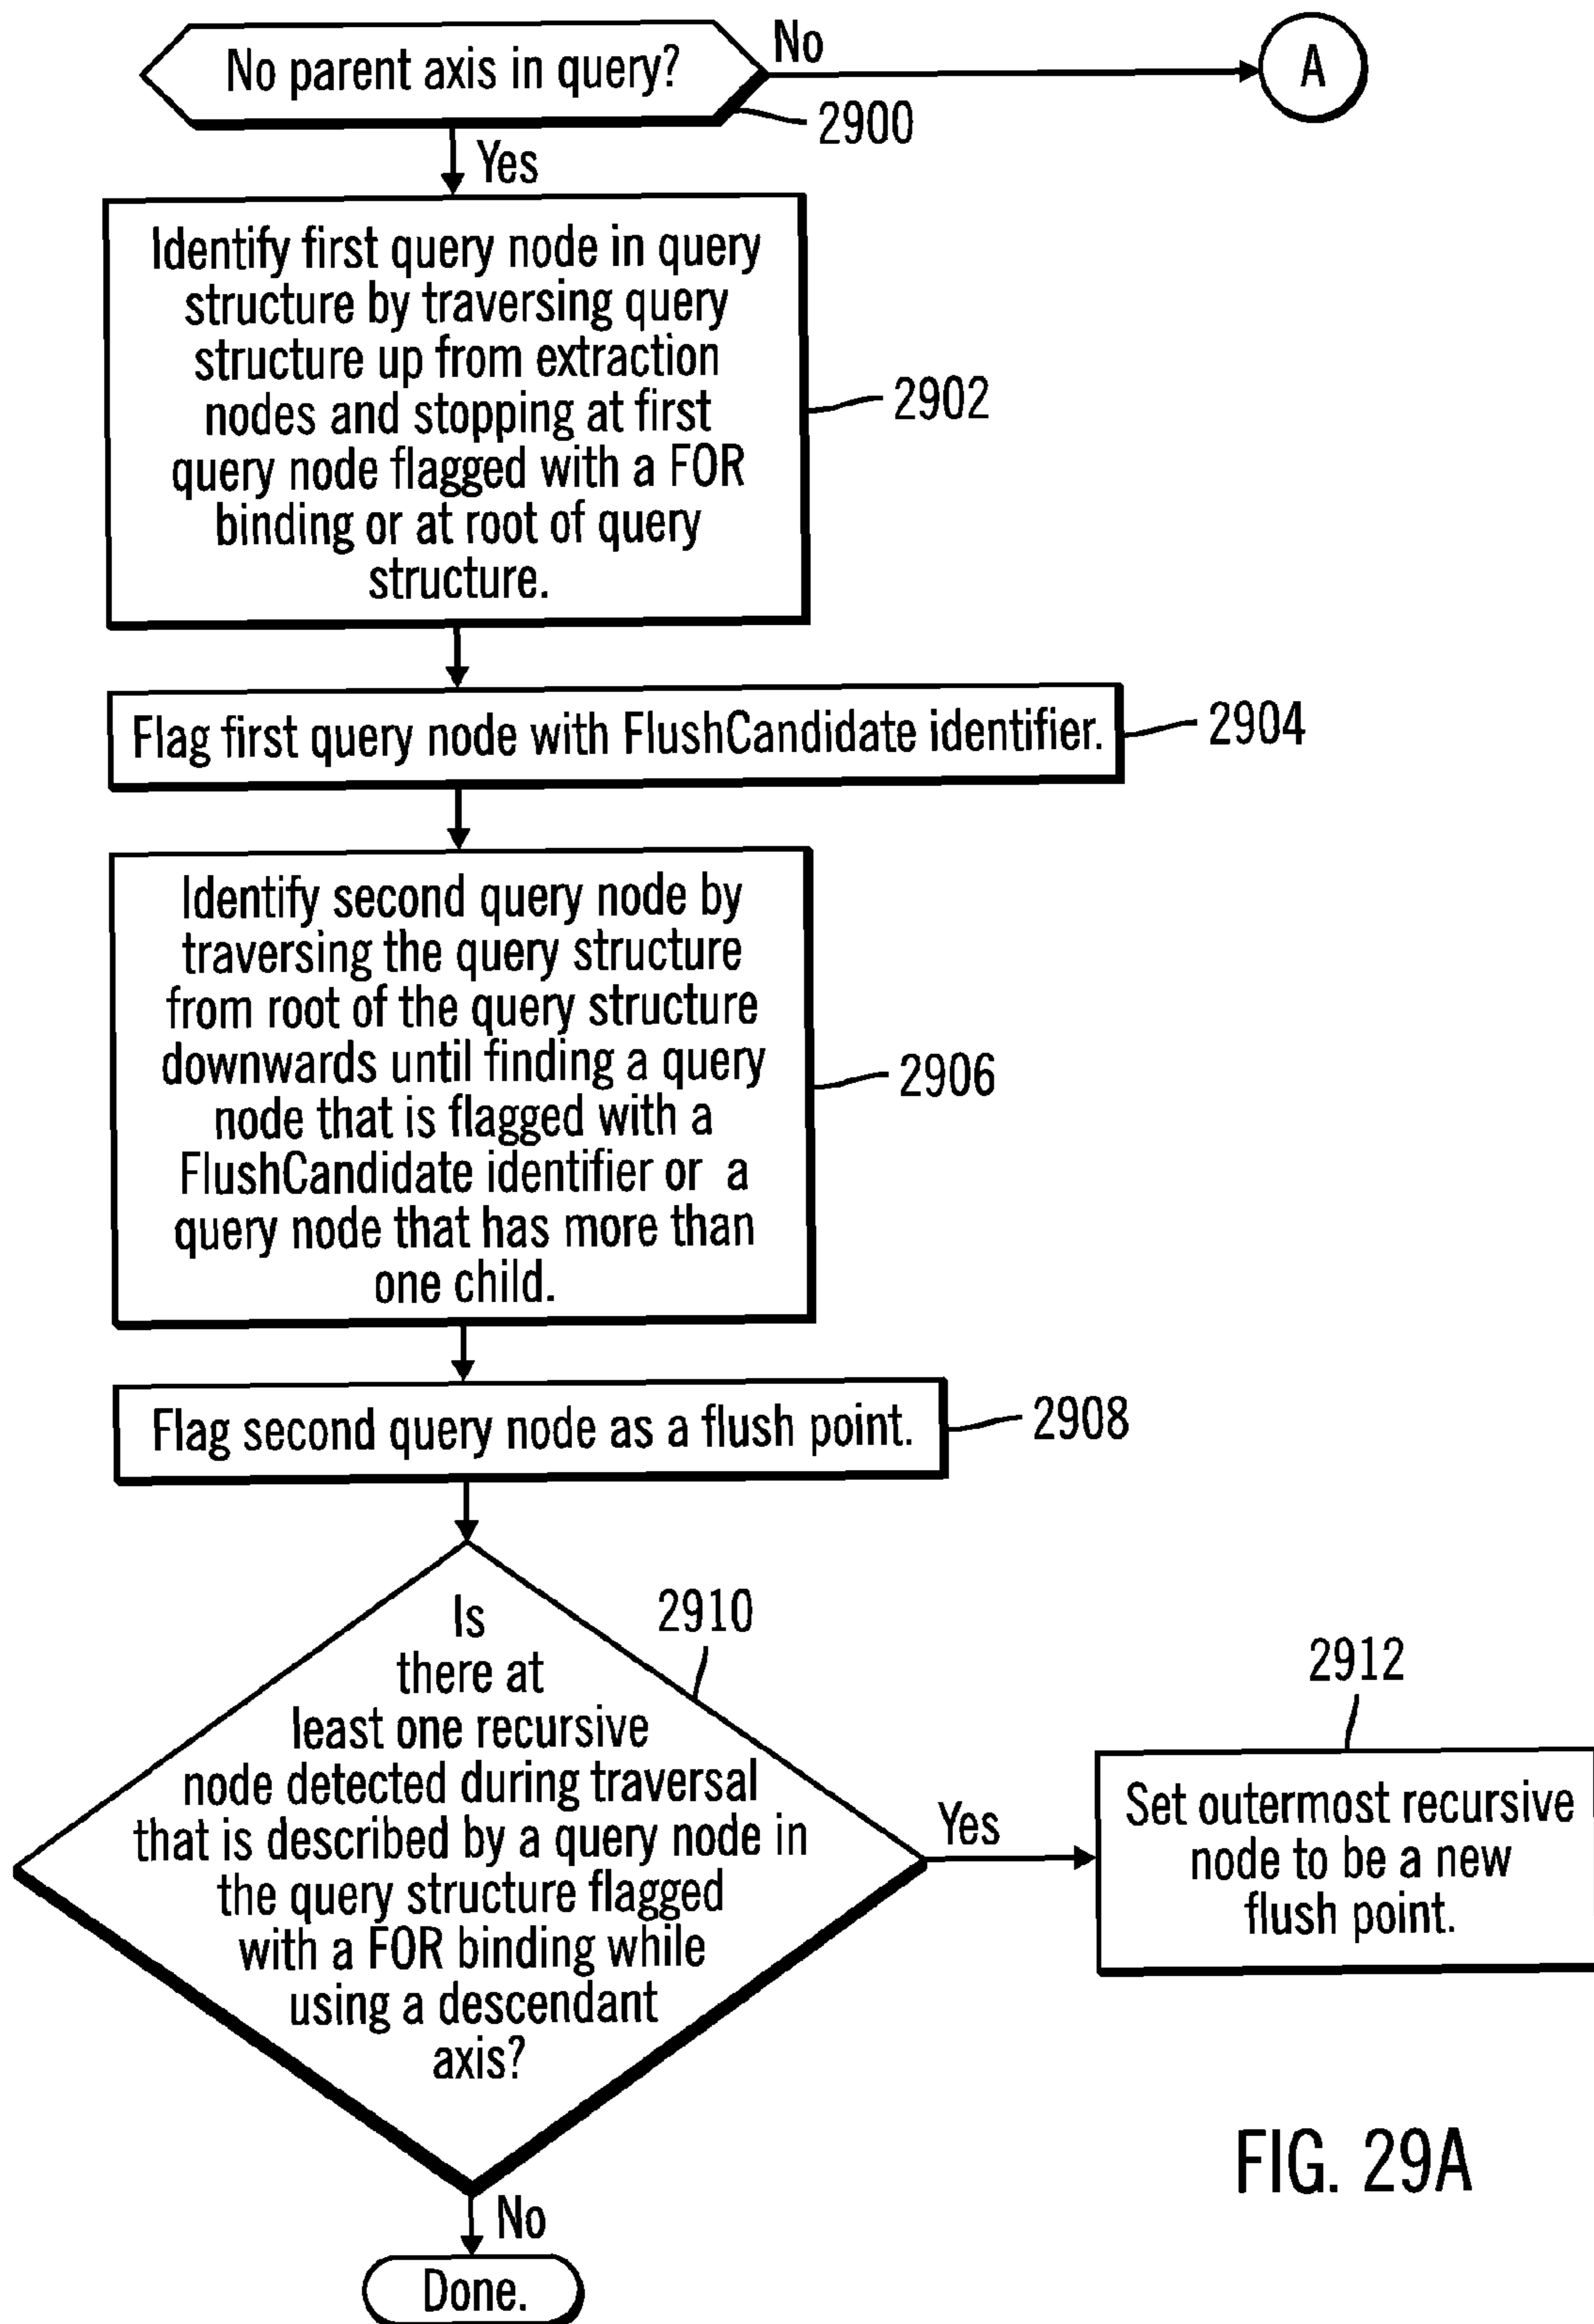 No parent axis in query?
No
A
2900
Yes
Identify first query node in query
structure by traversing query
structure up from extraction
nodes and stopping at first
query node flagged with a FOR
binding or at root of query
structure.
2902
Flag first query node with FlushCandidate identifier.
2904
Identify second query node by
traversing the query structure
from root of the query structure
downwards until finding a query
node that is flagged with a
FlushCandidate identifier or a
query node that has more than
one child.
2906
Flag second query node as a flush point.
2908
Is
there at
least one recursive
node detected during traversal
that is described by a query node in
the query structure flagged
with a FOR binding while
using a descendant
axis?
2910
Yes
2912
Set outermost recursive
node to be a new
flush point.
No
Done.
FIG. 29A